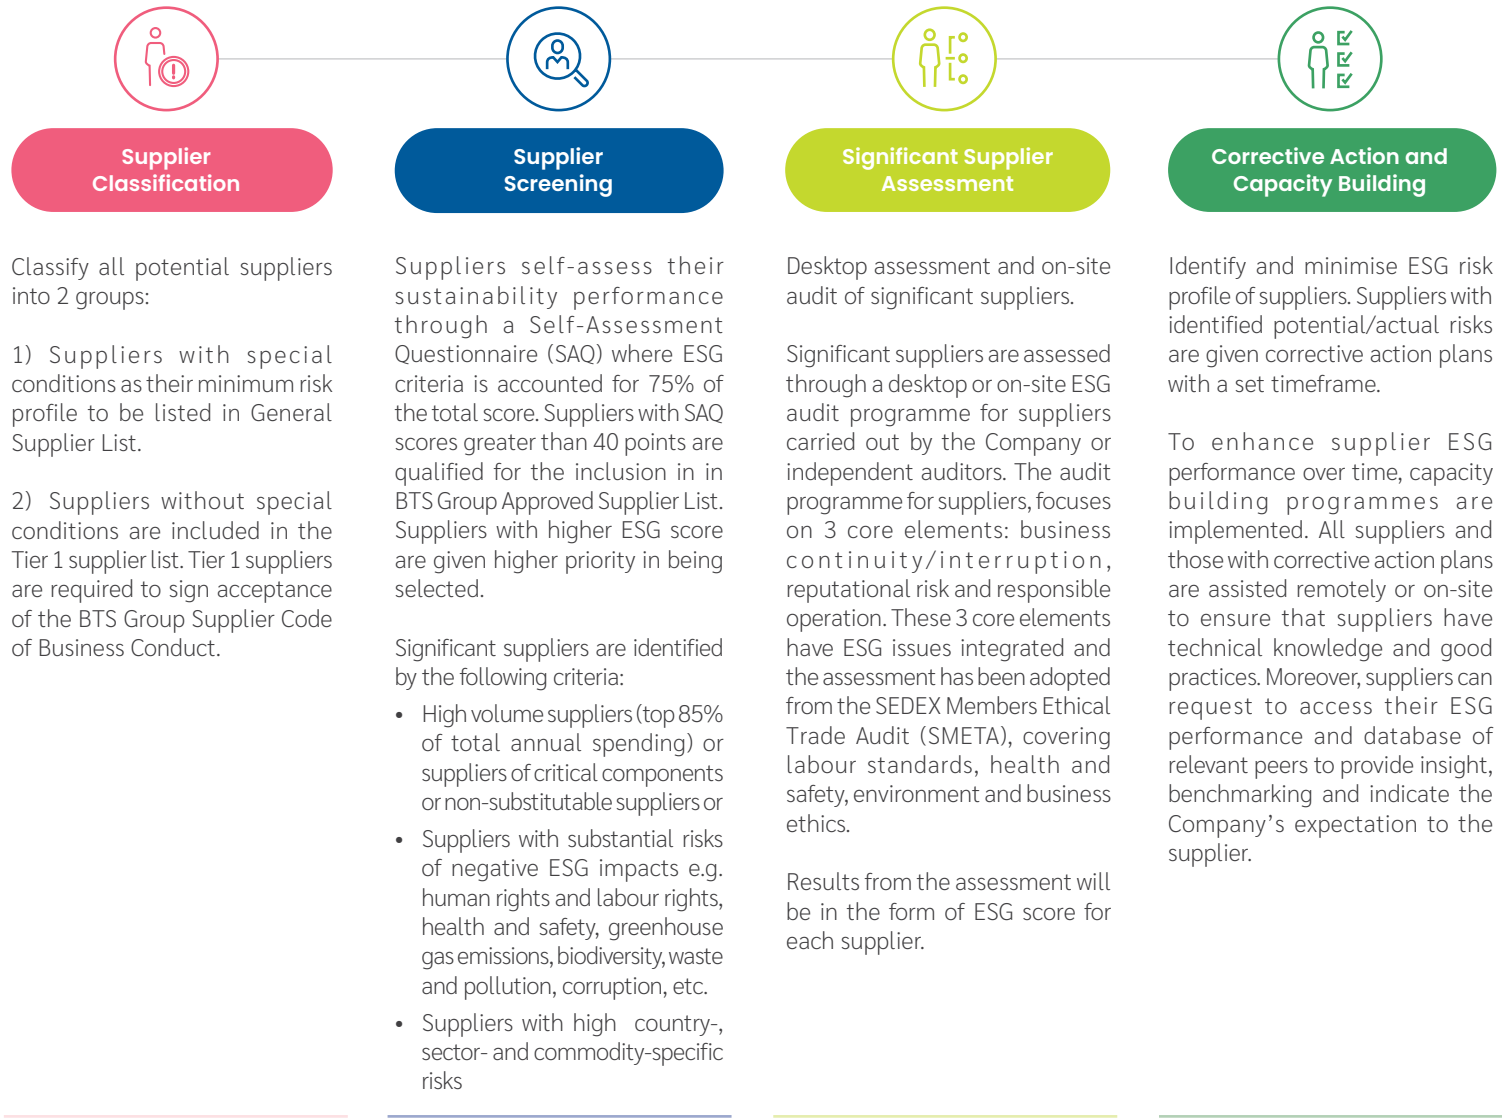 Supplier
Classification
Classify all potential suppliers
into 2 groups:
1) Suppliers with special
conditions as their minimum risk
profile to be listed in General
Supplier List.
2) Suppliers without special
conditions are included in the
Tier 1 supplier list. Tier 1 suppliers
are required to sign acceptance
of the BTS Group Supplier Code
of Business Conduct.
Supplier
Screening
Suppliers self-assess their
sustainability performance
through a Self-Assessment
Questionnaire (SAQ) where ESG
criteria is accounted for 75% of
the total score. Suppliers with SAQ
scores greater than 40 points are
qualified for the inclusion in in
BTS Group Approved Supplier List.
Suppliers with higher ESG score
are given higher priority in being
selected.
Significant suppliers are identified
by the following criteria:
• High volume suppliers (top 85%
of total annual spending) or
suppliers of critical components
or non-substitutable suppliers or
• Suppliers with substantial risks
of negative ESG impacts e.g.
human rights and labour rights,
health and safety, greenhouse
gas emissions, biodiversity, waste
and pollution, corruption, etc.
• Suppliers with high country-,
sector- and commodity-specific
risks
Significant Supplier
Assessment
Desktop assessment and on-site
audit of significant suppliers.
Significant suppliers are assessed
through a desktop or on-site ESG
audit programme for suppliers
carried out by the Company or
independent auditors. The audit
programme for suppliers, focuses
on 3 core elements: business
continuity/interruption,
reputational risk and responsible
operation. These 3 core elements
have ESG issues integrated and
the assessment has been adopted
from the SEDEX Members Ethical
Trade Audit (SMETA), covering
labour standards, health and
safety, environment and business
ethics.
Results from the assessment will
be in the form of ESG score for
each supplier.
Corrective Action and
Capacity Building
Identify and minimise ESG risk
profile of suppliers. Suppliers with
identified potential/actual risks
are given corrective action plans
with a set timeframe.
To enhance supplier ESG
performance over time, capacity
building programmes are
implemented. All suppliers and
those with corrective action plans
are assisted remotely or on-site
to ensure that suppliers have
technical knowledge and good
practices. Moreover, suppliers can
request to access their ESG
performance and database of
relevant peers to provide insight,
benchmarking and indicate the
Company's expectation to the
supplier.